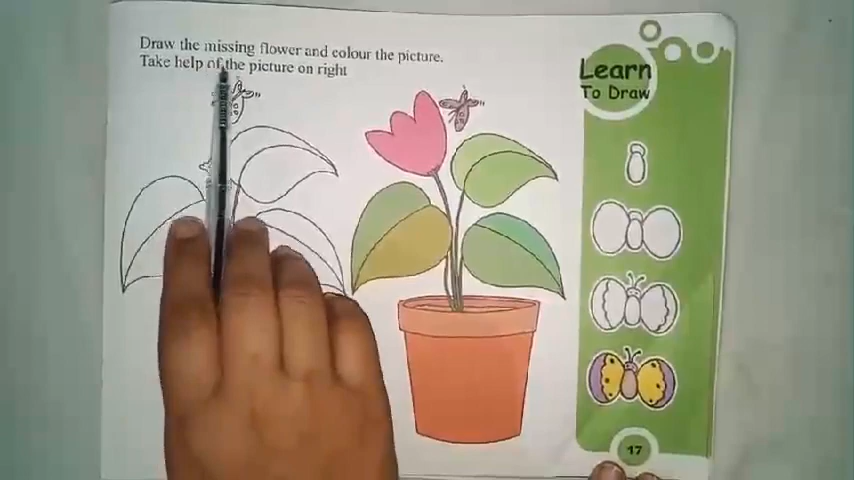 Draw the missing flower and colour the picture.
Take help of the picture on right
Learn
To Draw
17